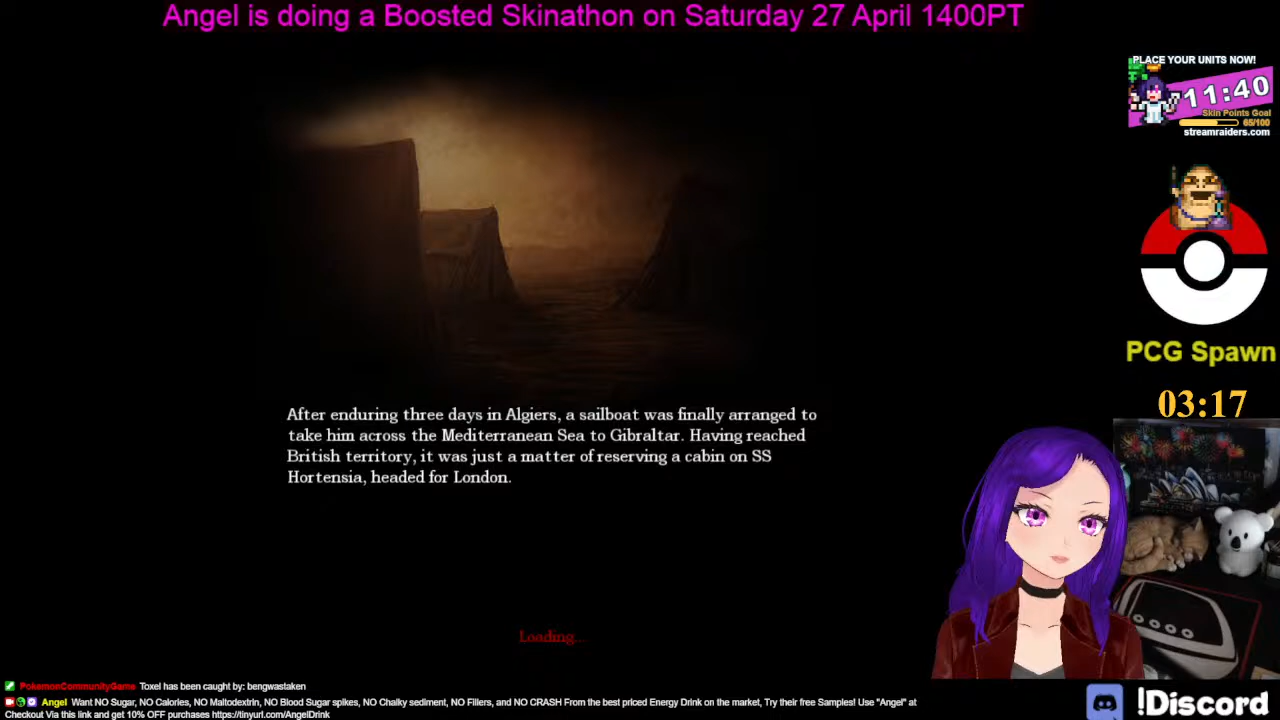 Angel is doing a Boosted Skinathon on Saturday 27 April 1400PT
PLACE YOUR UNITS NOW!
11:40
Skin Points Goal
65/100
streamraiders.com
PCG Spawn
03:17
After enduring three days in Algiers, a sailboat was finally arranged to
take him across the Mediterranean Sea to Gibraltar. Having reached
British territory, it was just a matter of reserving a cabin on SS
Hortensia, headed for London.
Loading...
PokemonCommunityGame Toxel has been caught by: bengwastaken
Angel Want NO Sugar, NO Calories, NO Maltodextrin, NO Blood Sugar spikes, NO Chalky sediment, NO Fillers, and NO CRASH From the best priced Energy Drink on the market, Try their free Samples! Use "Angel" at
Checkout Via this link and get 10% OFF purchases https://tinyurl.com/AngelDrink
!Discord